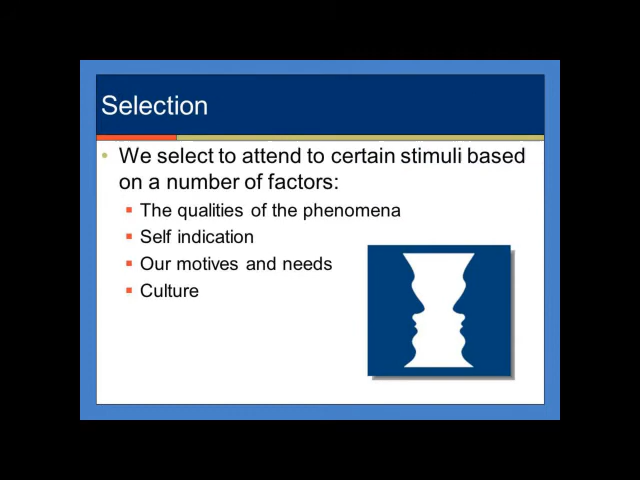 Selection
• We select to attend to certain stimuli based
on a number of factors:
▪ The qualities of the phenomena
▪ Self indication
▪ Our motives and needs
▪ Culture